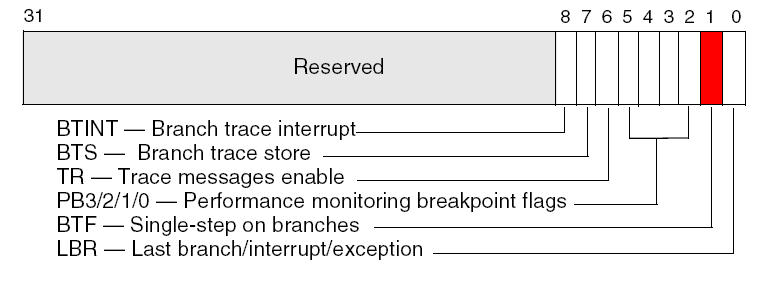 31 8 7 6 5 4 3 2 1 0
Reserved
BTINT — Branch trace interrupt
BTS — Branch trace store
TR — Trace messages enable
PB3/2/1/0 — Performance monitoring breakpoint flags
BTF — Single-step on branches
LBR — Last branch/interrupt/exception